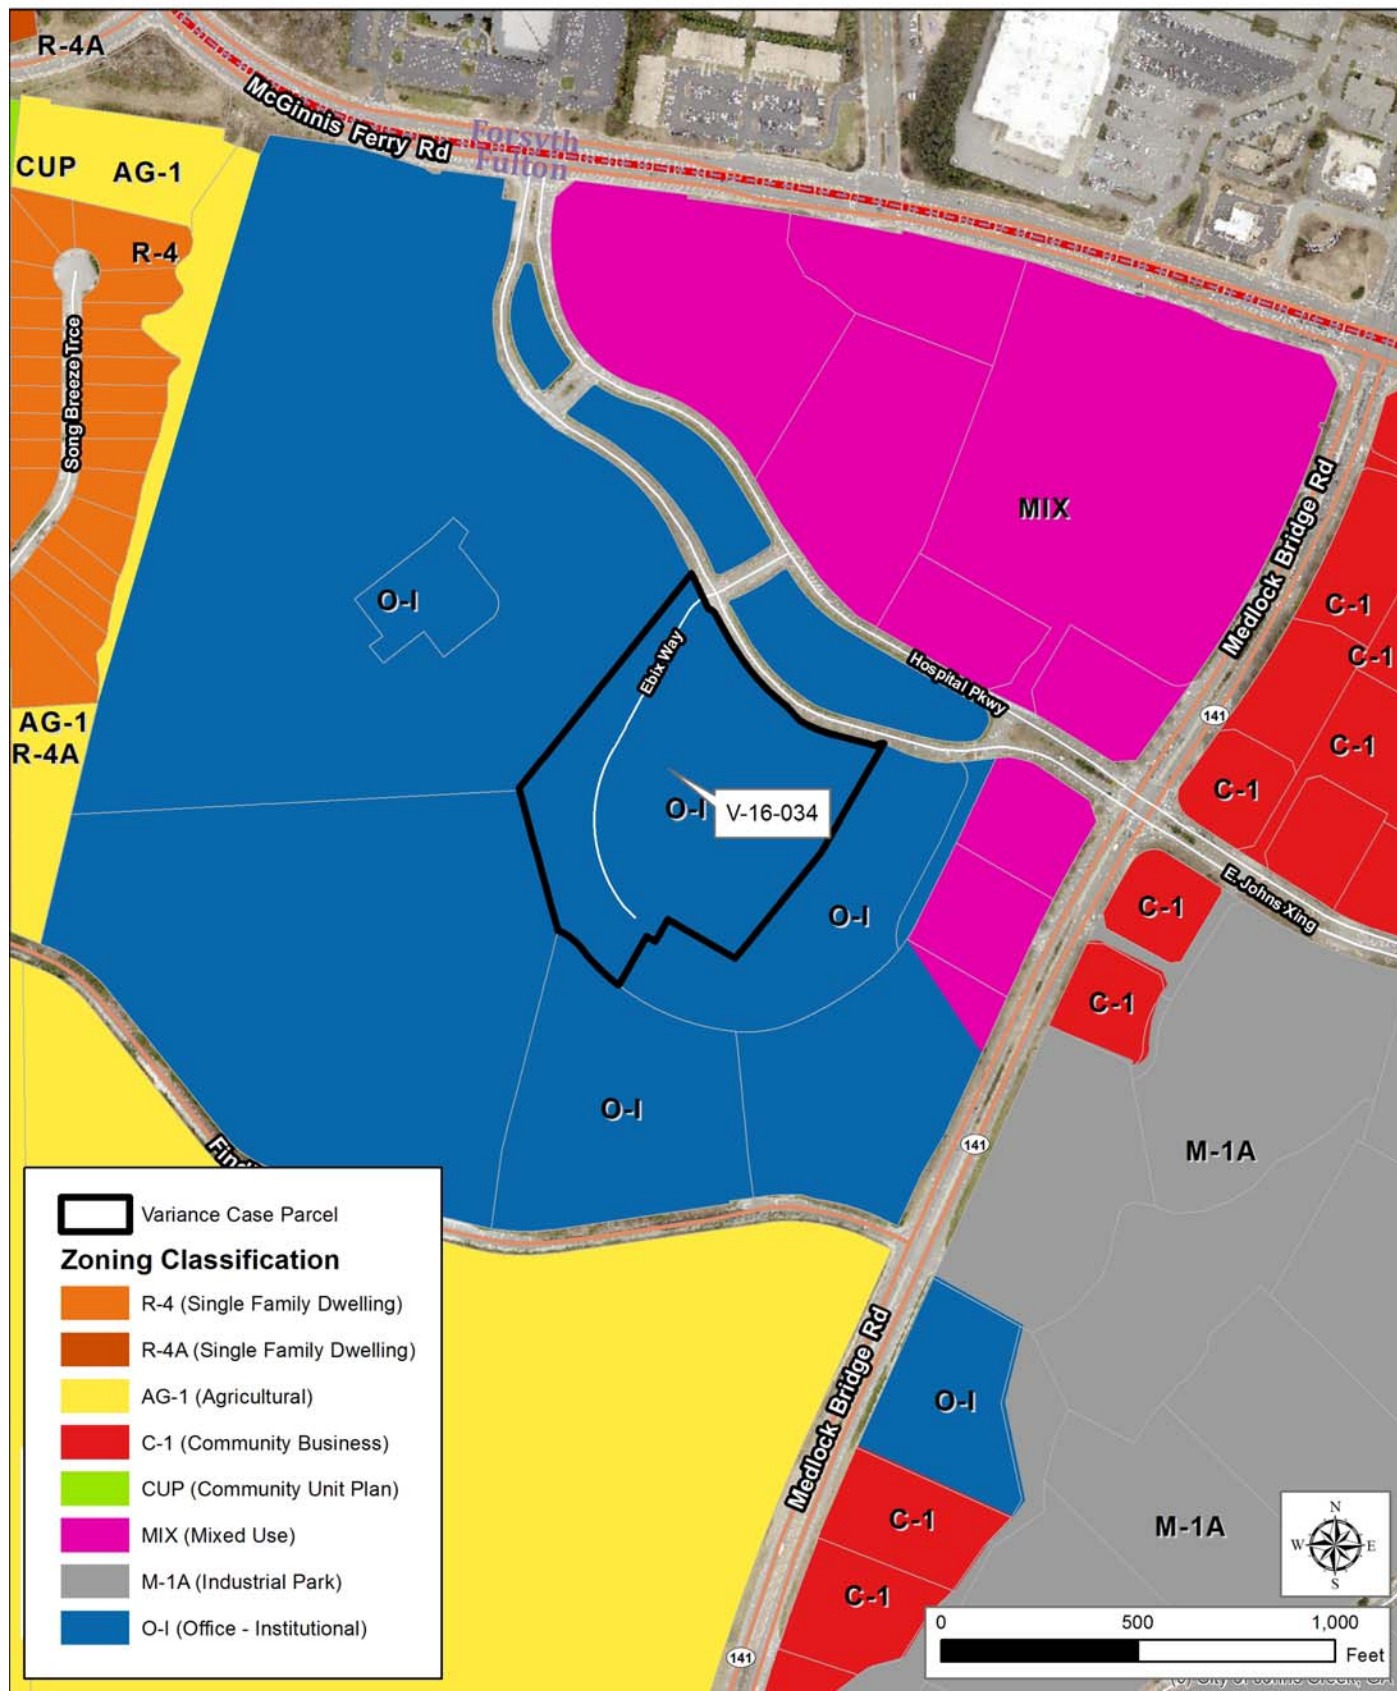 R-4A
McGinnis Ferry Rd
Forsyth
Fulton
CUP
AG-1
R-4
Song Breeze Trce
MIX
Medlock Bridge Rd
C-1
C-1
O-I
Ebix Way
Hospital Pkwy
AG-1
R-4A
141
C-1
C-1
O-I
V-16-034
E. Johns Xing
C-1
O-I
C-1
O-I
141
M-1A
Variance Case Parcel
Zoning Classification
R-4 (Single Family Dwelling)
R-4A (Single Family Dwelling)
AG-1 (Agricultural)
C-1 (Community Business)
CUP (Community Unit Plan)
MIX (Mixed Use)
M-1A (Industrial Park)
O-I (Office - Institutional)
Medlock Bridge Rd
O-I
C-1
M-1A
C-1
N
W E
S
0 500 1,000
Feet
141